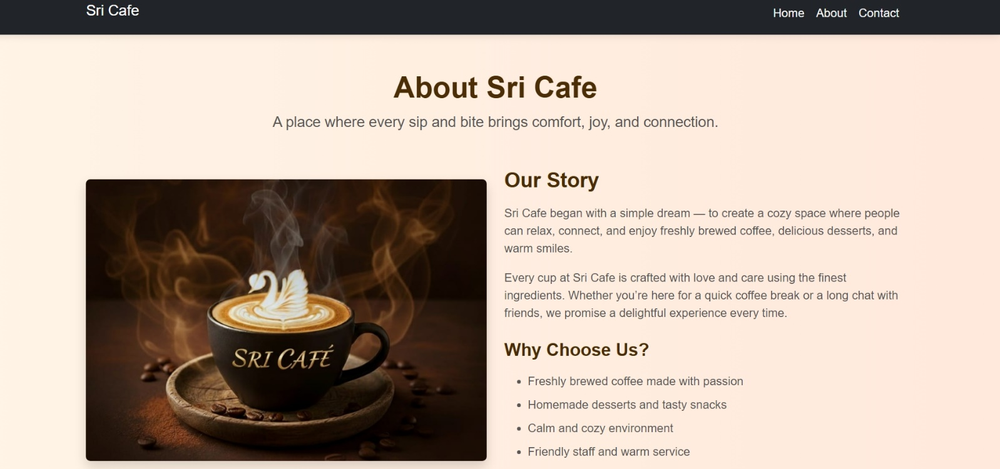 Sri Cafe
Home About Contact
About Sri Cafe
A place where every sip and bite brings comfort, joy, and connection.
SRI CAFÉ
Our Story
Sri Cafe began with a simple dream — to create a cozy space where people
can relax, connect, and enjoy freshly brewed coffee, delicious desserts, and
warm smiles.
Every cup at Sri Cafe is crafted with love and care using the finest
ingredients. Whether you’re here for a quick coffee break or a long chat with
friends, we promise a delightful experience every time.
Why Choose Us?
• Freshly brewed coffee made with passion
• Homemade desserts and tasty snacks
• Calm and cozy environment
• Friendly staff and warm service